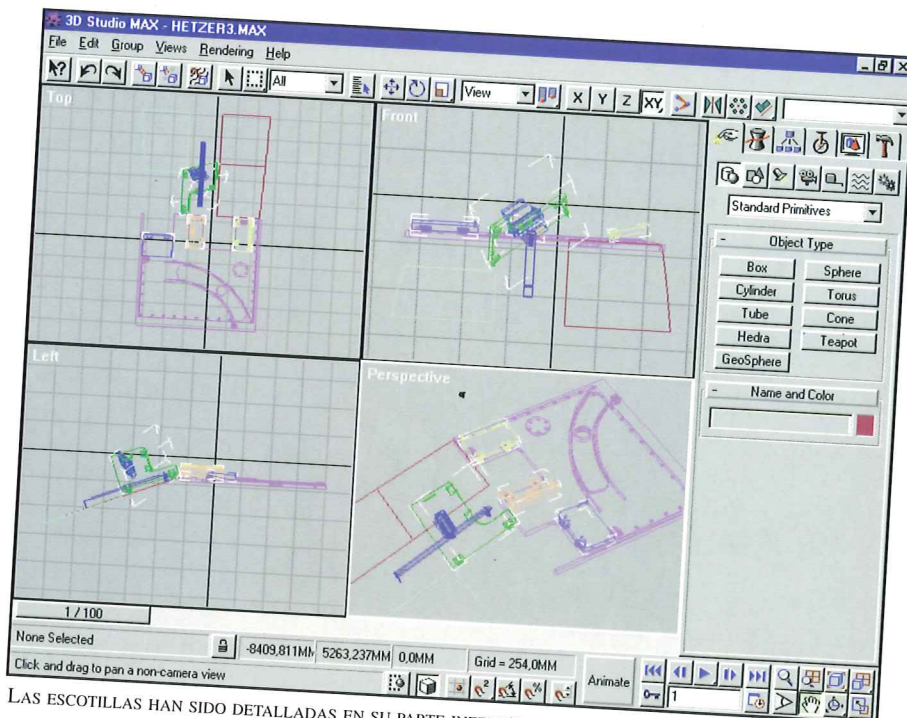 3D Studio MAX - HETZER3.MAX
File Edit Group Views Rendering Help
All
View
X Y Z XY
Top
Front
Left
Perspective
Standard Primitives
- Object Type
Box Sphere
Cylinder Torus
Tube Cone
Hedra Teapot
GeoSphere
- Name and Color
1 / 100
None Selected
-8409,811MM 5263,237MM 0,0MM Grid = 254,0MM
Click and drag to pan a non-camera view
Animate
1
LAS ESCOTILLAS HAN SIDO DETALLADAS EN SU PARTE